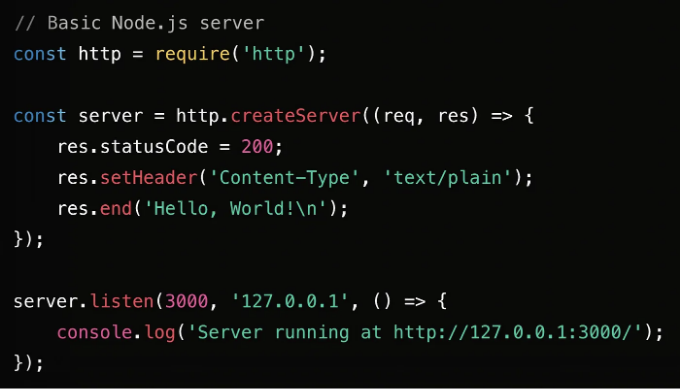 // Basic Node.js server
const http = require('http');

const server = http.createServer((req, res) => {
    res.statusCode = 200;
    res.setHeader('Content-Type', 'text/plain');
    res.end('Hello, World!\n');
});

server.listen(3000, '127.0.0.1', () => {
    console.log('Server running at http://127.0.0.1:3000/');
});